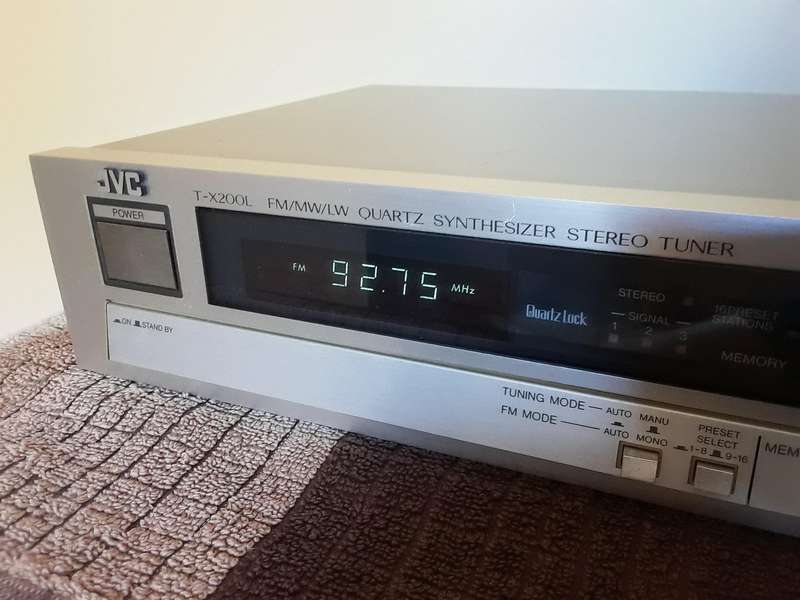 JVC
T-X200L FM/MW/LW QUARTZ SYNTHESIZER STEREO TUNER
POWER
FM 92.75 MHz
Quartz Lock
STEREO
SIGNAL
1 2 3
16PRESET
STATIONS
MEMORY
ON STAND BY
TUNING MODE AUTO MANU
FM MODE AUTO MONO
PRESET
SELECT
1-8 9-16
MEM